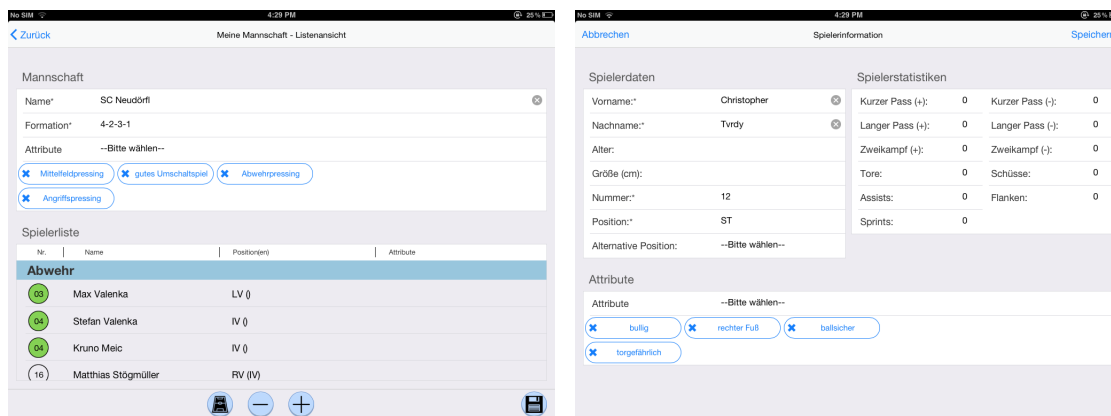 No SIM 4:29 PM 25 %
Zurück Meine Mannschaft - Listenansicht
Mannschaft
Name* SC Neudörfl
Formation* 4-2-3-1
Attribute --Bitte wählen--
Mittelfeldpressing gutes Umschaltspiel Abwehrpressing
Angriffspressing
Spielerliste
Nr. Name Position(en) Attribute
Abwehr
03 Max Valenka LV ()
04 Stefan Valenka IV ()
04 Kruno Meic IV ()
16 Matthias Stögmüller RV (IV)
No SIM 4:29 PM 25 %
Abbrechen Spielerinformation Speichern
Spielerdaten Spielerstatistiken
Vorname:* Christopher Kurzer Pass (+): 0 Kurzer Pass (-): 0
Nachname:* Tvrdy Langer Pass (+): 0 Langer Pass (-): 0
Alter: Zweikampf (+): 0 Zweikampf (-): 0
Größe (cm): Tore: 0 Schüsse: 0
Nummer:* 12 Assists: 0 Flanken: 0
Position:* ST Sprints: 0
Alternative Position: --Bitte wählen--
Attribute
Attribute --Bitte wählen--
bullig rechter Fuß ballsicher
torgefährlich